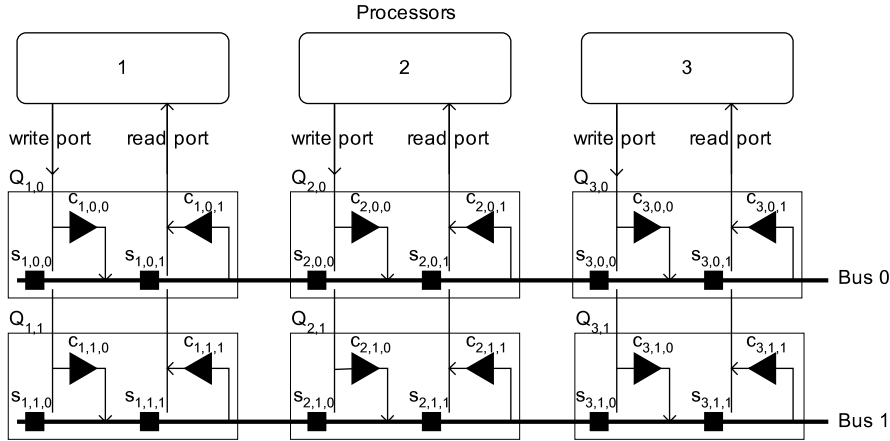 Processors
1 2 3
write port read port write port read port write port read port
Q1,0 Q2,0 Q3,0
c1,0,0 c1,0,1 c2,0,0 c2,0,1 c3,0,0 c3,0,1
s1,0,0 s1,0,1 s2,0,0 s2,0,1 s3,0,0 s3,0,1
Bus 0
Q1,1 Q2,1 Q3,1
c1,1,0 c1,1,1 c2,1,0 c2,1,1 c3,1,0 c3,1,1
s1,1,0 s1,1,1 s2,1,0 s2,1,1 s3,1,0 s3,1,1
Bus 1